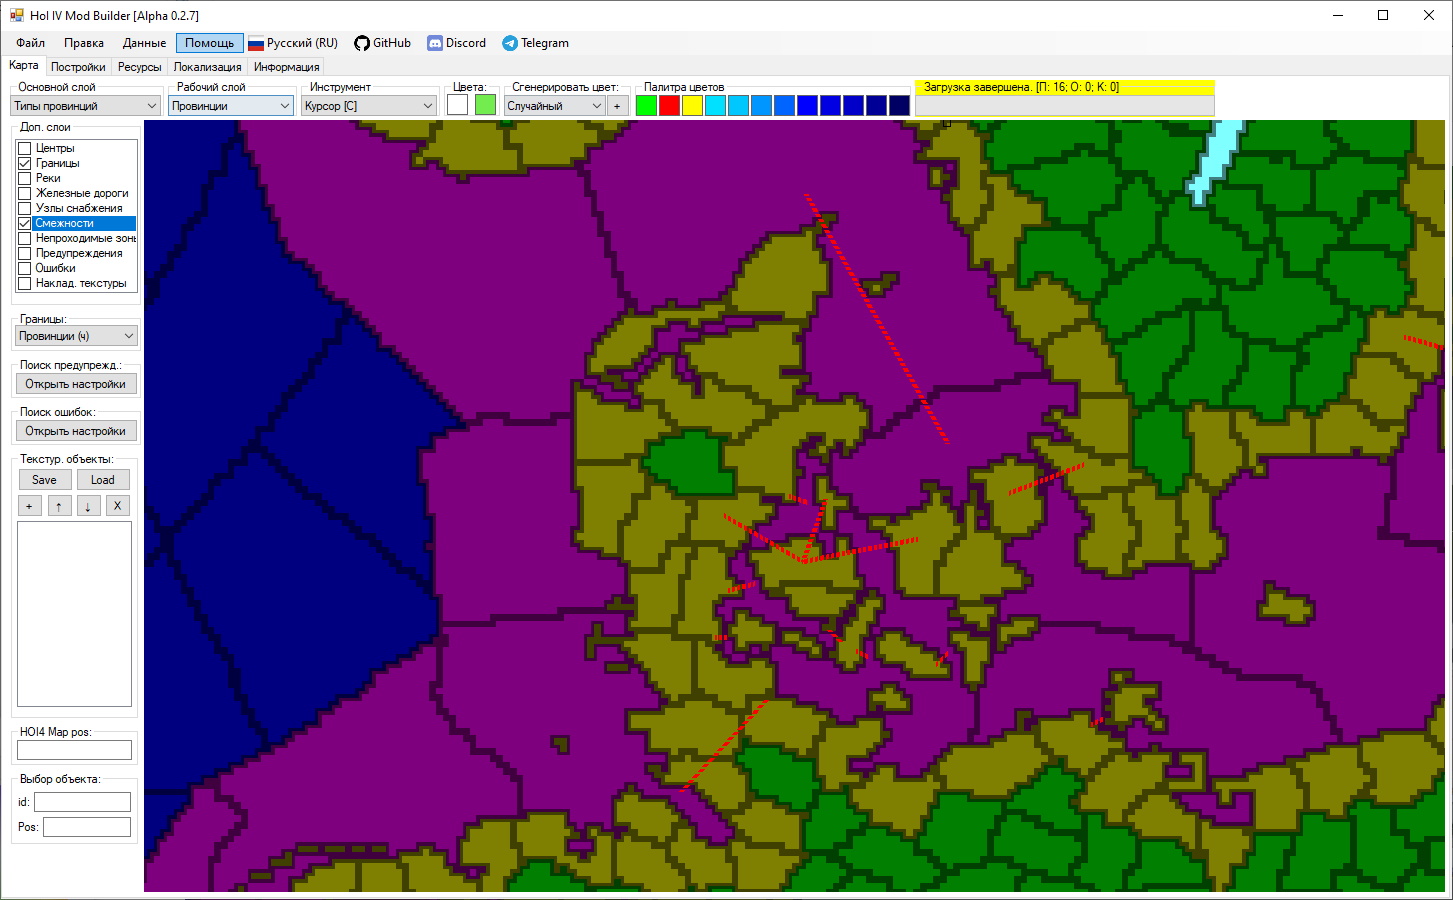 HoI IV Mod Builder [Alpha 0.2.7]
Файл Правка Данные Помощь Русский (RU) GitHub Discord Telegram
Карта Постройки Ресурсы Локализация Информация
Основной слой Рабочий слой Инструмент Цвета: Сгенерировать цвет: Палитра цветов Загрузка завершена. [П: 16; О: 0; К: 0]
Типы провинций Провинции Курсор [C] Случайный +
Доп. слои
Центры
Границы
Реки
Железные дороги
Узлы снабжения
Смежности
Непроходимые зоны
Предупреждения
Ошибки
Наклад. текстуры
Границы:
Провинции (ч)
Поиск предупрежд.:
Открыть настройки
Поиск ошибок:
Открыть настройки
Текстур. объекты:
Save Load
+ ↑ ↓ X
HOI4 Map pos:
Выбор объекта:
id:
Pos: